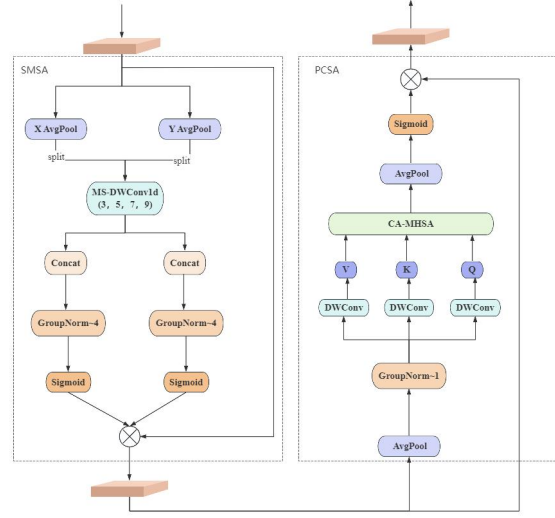 SMSA
X AvgPool
Y AvgPool
split
split
MS-DWConv1d
(3, 5, 7, 9)
Concat
Concat
GroupNorm~4
GroupNorm~4
Sigmoid
Sigmoid
PCSA
Sigmoid
AvgPool
CA-MHSA
V
K
Q
DWConv
DWConv
DWConv
GroupNorm~1
AvgPool